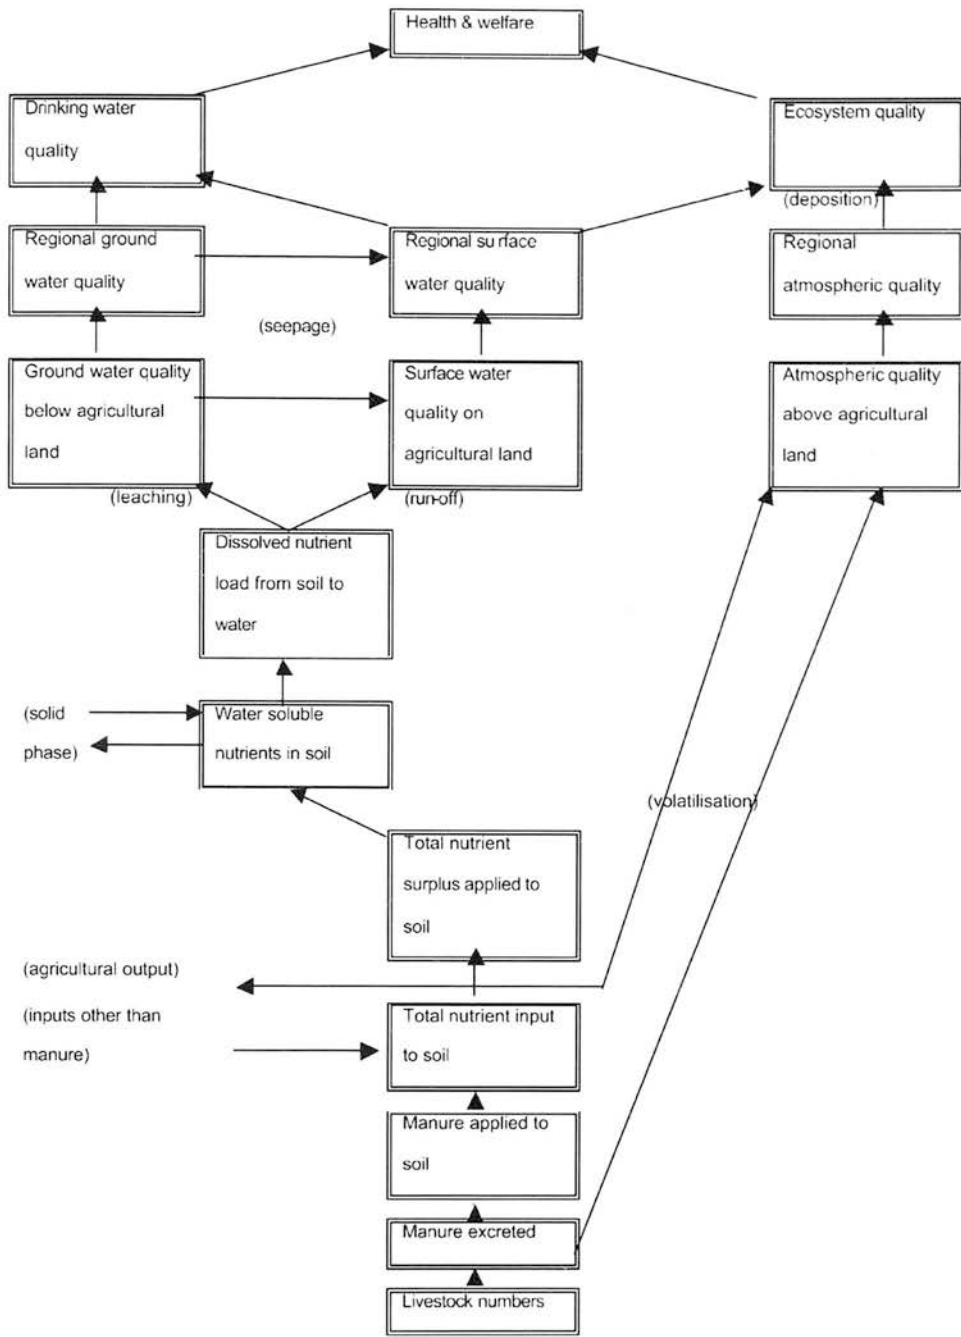 Health & welfare
Drinking water
quality
Ecosystem quality
(deposition)
Regional ground
water quality
Regional surface
water quality
Regional
atmospheric quality
(seepage)
Ground water quality
below agricultural
land
Surface water
quality on
agricultural land
Atmospheric quality
above agricultural
land
(leaching)
(run-off)
Dissolved nutrient
load from soil to
water
(solid
phase)
Water soluble
nutrients in soil
(volatilisation)
Total nutrient
surplus applied to
soil
(agricultural output)
(inputs other than
manure)
Total nutrient input
to soil
Manure applied to
soil
Manure excreted
Livestock numbers